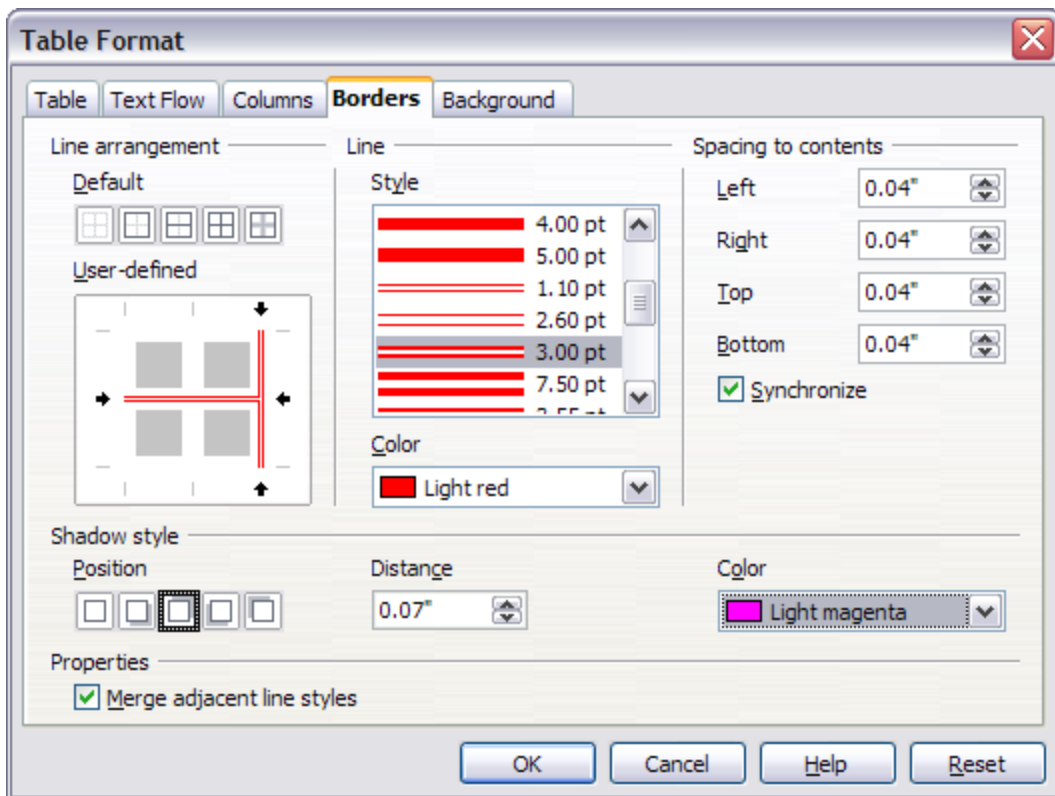 Table Format
Table Text Flow Columns Borders Background
Line arrangement
Default
User-defined
Line
Style
4.00 pt
5.00 pt
1.10 pt
2.60 pt
3.00 pt
7.50 pt
Color
Light red
Spacing to contents
Left 0.04"
Right 0.04"
Top 0.04"
Bottom 0.04"
Synchronize
Shadow style
Position
Distance
0.07"
Color
Light magenta
Properties
Merge adjacent line styles
OK Cancel Help Reset